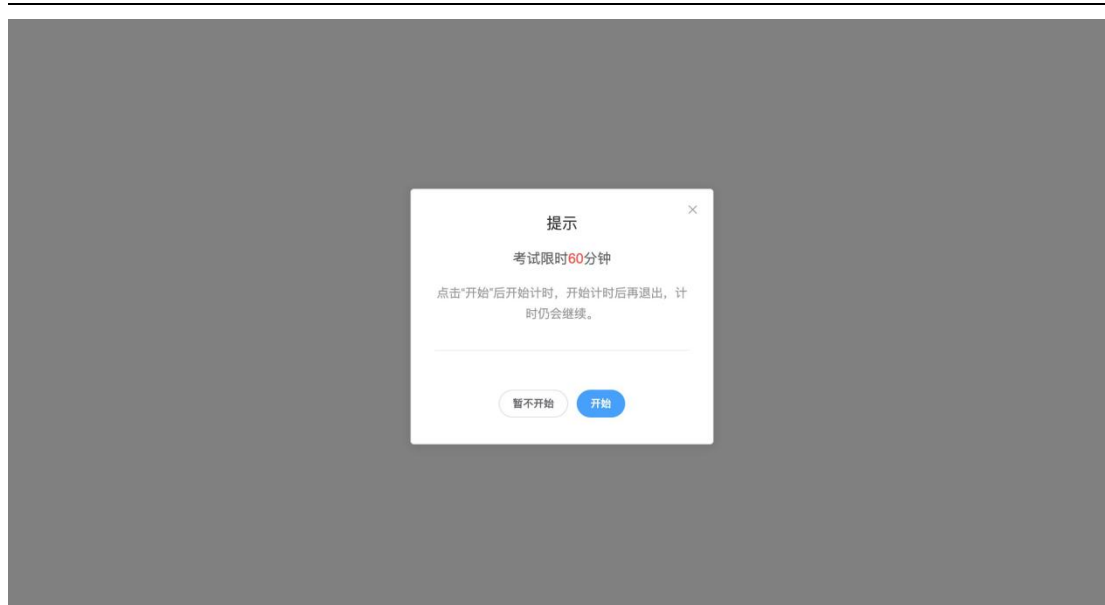 提示
考试限时60分钟
点击“开始”后开始计时，开始计时后再退出，计
时仍会继续。
暂不开始
开始